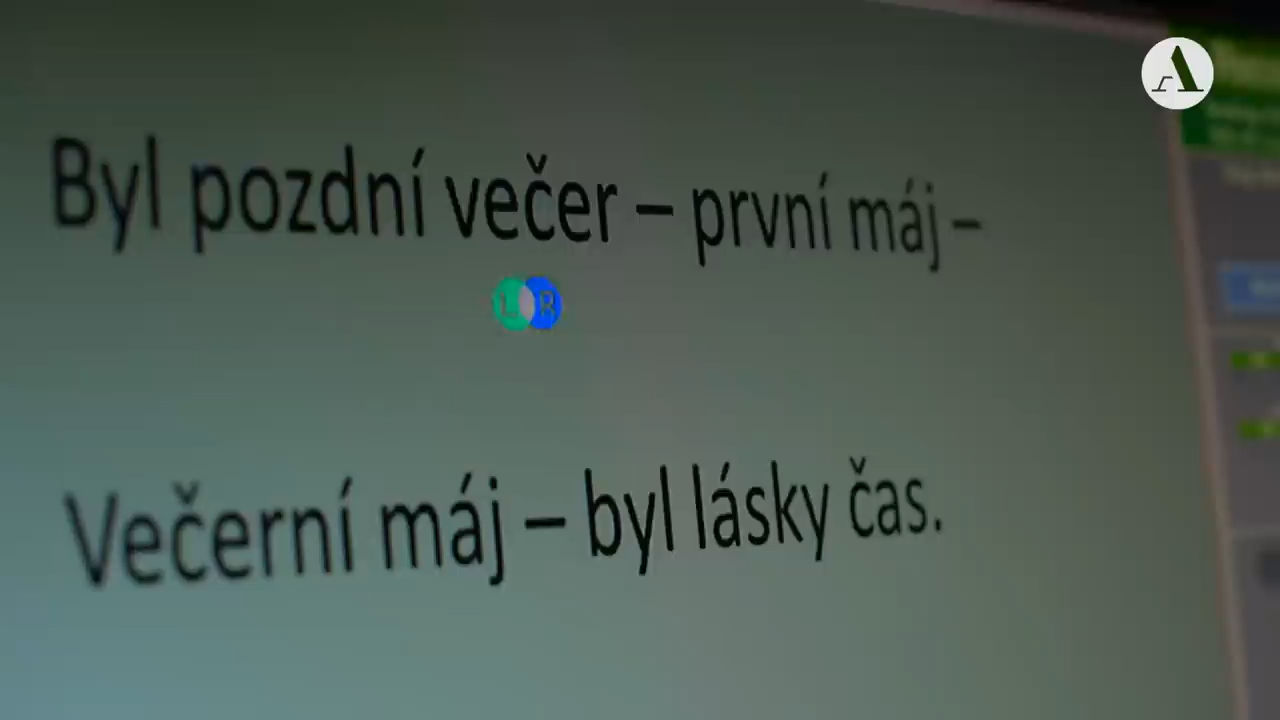 Byl pozdní večer – první máj –
L R
Večerní máj – byl lásky čas.